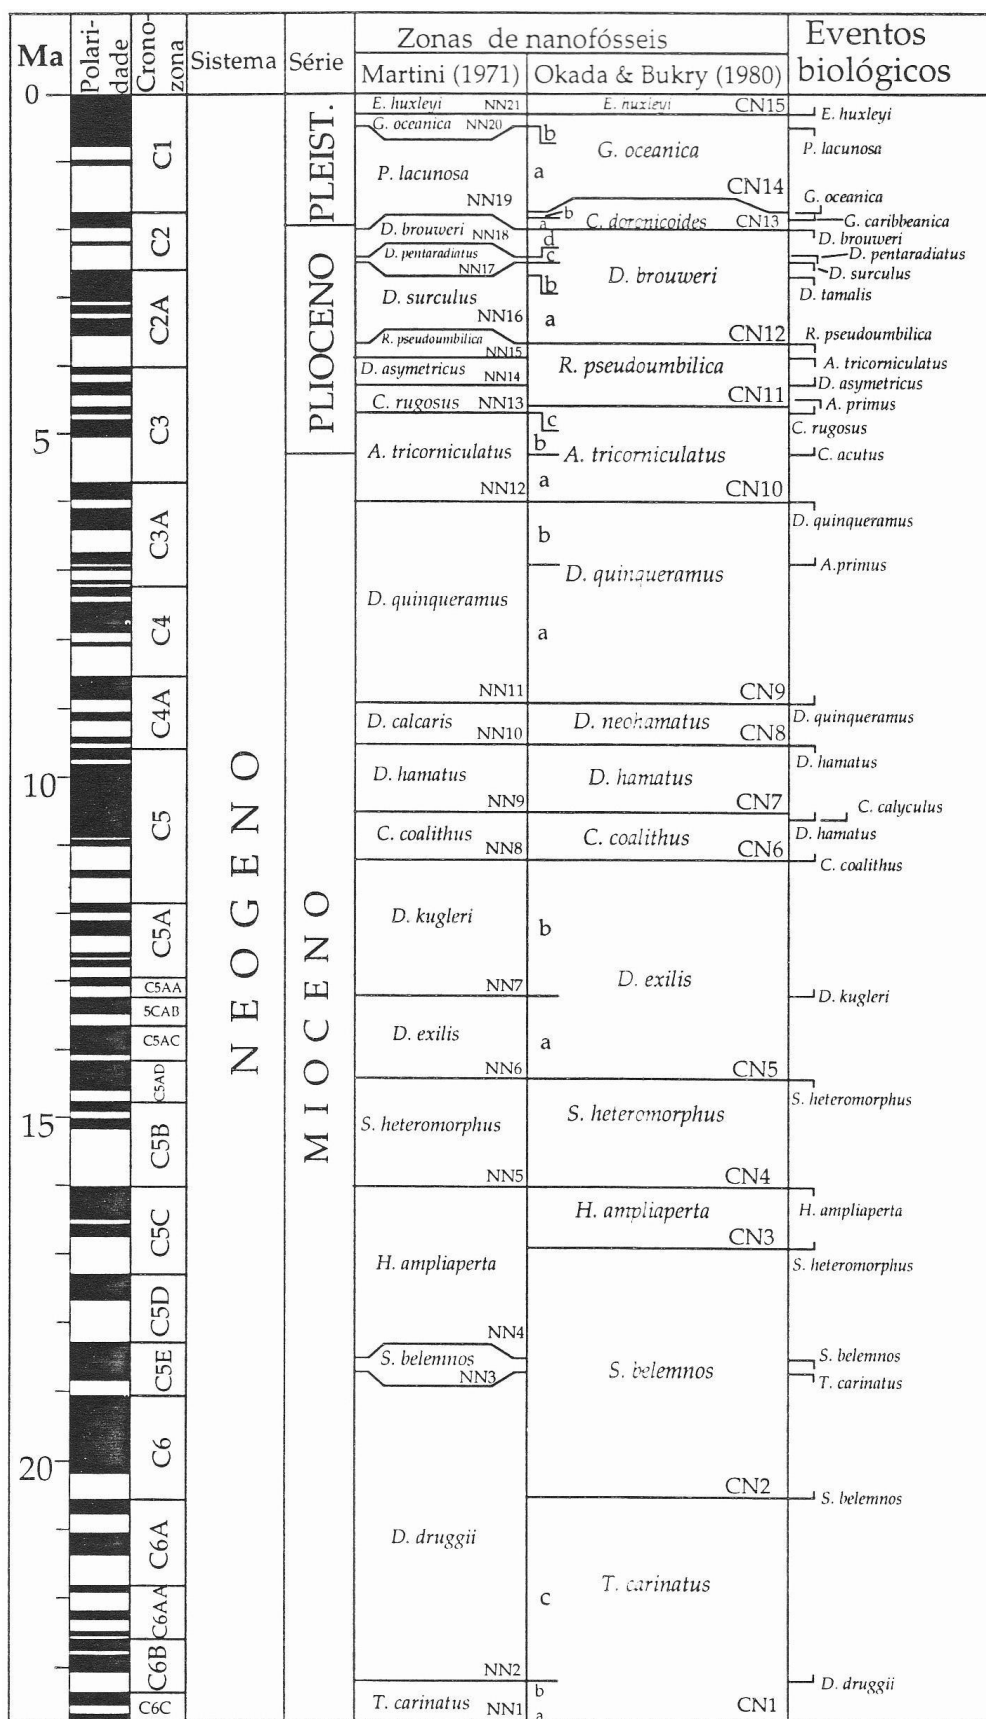 Ma
Polari-
dade
Crono-
zona
Sistema
Série
Zonas de nanofósseis
Martini (1971)
Okada & Bukry (1980)
Eventos
biológicos
0
5
10
15
20
C1
C2
C2A
C3
C3A
C4
C4A
C5
C5A
C5AA
5CAB
C5AC
C5AD
C5B
C5C
C5D
C5E
C6
C6A
C6AA
C6B
C6C
NEOGENO
PLEIST.
PLIOCENO
MIOCENO
E. huxleyi NN21
G. oceanica NN20
P. lacunosa
NN19
D. brouweri
NN18
D. pentaradiatus
NN17
D. surculus
NN16
R. pseudoumbilica
NN15
D. asymetricus NN14
C. rugosus NN13
A. tricorniculatus
NN12
D. quinqueramus
NN11
D. calcaris
NN10
D. hamatus
NN9
C. coalithus
NN8
D. kugleri
NN7
D. exilis
NN6
S. heteromorphus
NN5
H. ampliaperta
NN4
S. belemnos
NN3
D. druggii
NN2
T. carinatus NN1
E. huxleyi CN15
b
G. oceanica
a
CN14
b
C. doronicoides CN13
a
d
c
D. brouweri
b
a
CN12
R. pseudoumbilica
CN11
c
b
A. tricorniculatus
a
CN10
b
D. quinqueramus
a
CN9
D. neohamatus
CN8
D. hamatus
CN7
C. coalithus CN6
b
D. exilis
a
CN5
S. heteromorphus
CN4
H. ampliaperta
CN3
S. belemnos
CN2
T. carinatus
c
b
a
CN1
E. huxleyi
P. lacunosa
G. oceanica
G. caribbeanica
D. brouweri
D. pentaradiatus
D. surculus
D. tamalis
R. pseudoumbilica
A. tricorniculatus
D. asymetricus
A. primus
C. rugosus
C. acutus
D. quinqueramus
A.primus
D. quinqueramus
D. hamatus
C. calyculus
D. hamatus
C. coalithus
D. kugleri
S. heteromorphus
H. ampliaperta
S. heteromorphus
S. belemnos
T. carinatus
S. belemnos
D. druggii